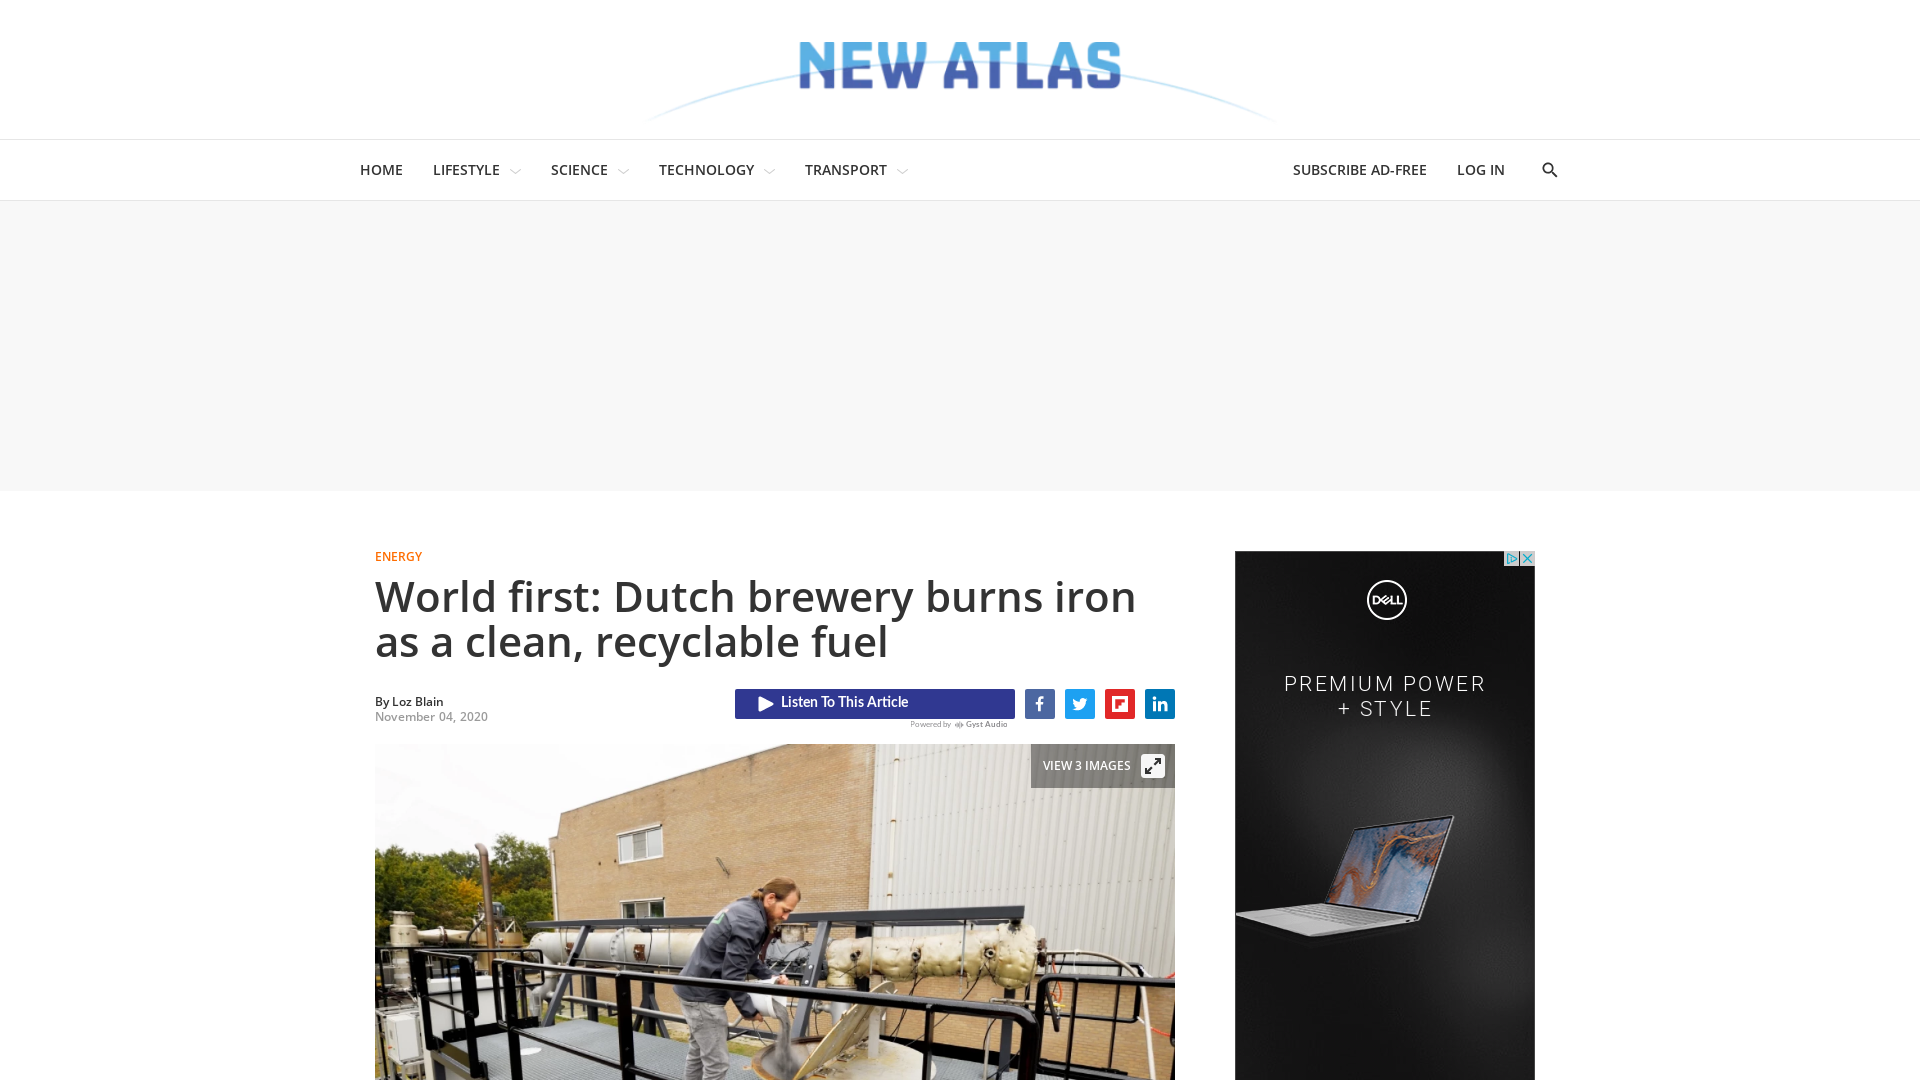 NEW ATLAS
HOME
LIFESTYLE
SCIENCE
TECHNOLOGY
TRANSPORT
SUBSCRIBE AD-FREE
LOG IN
ENERGY
World first: Dutch brewery burns iron
as a clean, recyclable fuel
By Loz Blain
November 04, 2020
Listen To This Article
Powered by Gyst Audio
VIEW 3 IMAGES
DELL
PREMIUM POWER
+ STYLE